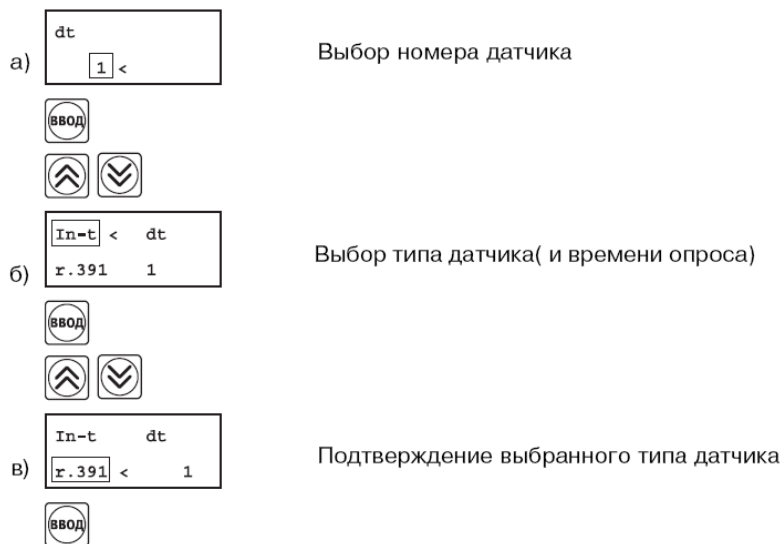 dt
а) 1 < Выбор номера датчика
ВВОД
In-t < dt
б) r.391 1 Выбор типа датчика( и времени опроса)
ВВОД
In-t dt
в) r.391 < 1 Подтверждение выбранного типа датчика
ВВОД